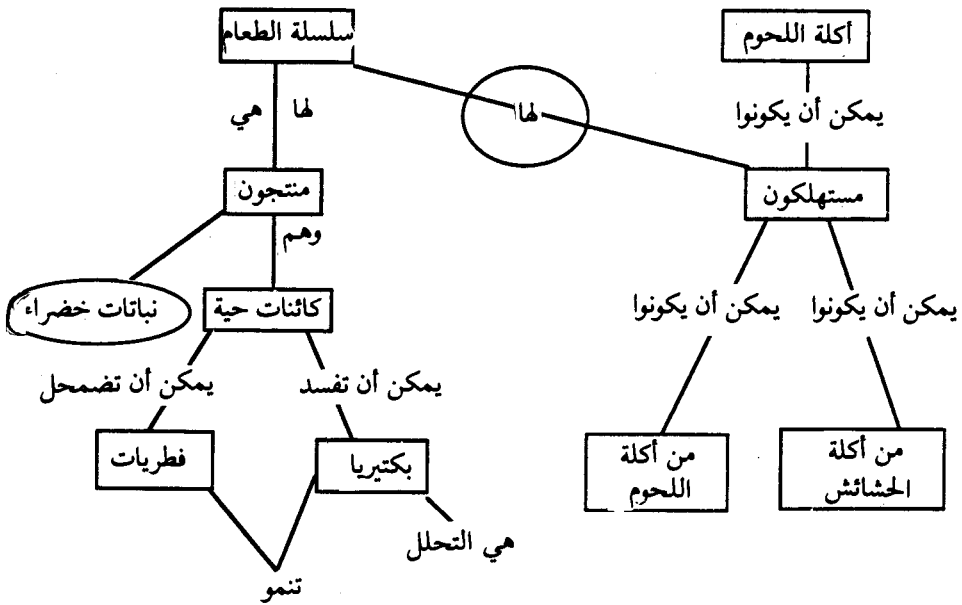 أكلة اللحوم
سلسلة الطعام
لها
يمكن أن يكونوا
لها
هي
منتجون
مستهلكون
وهم
نباتات خضراء
كائنات حية
يمكن أن يكونوا
يمكن أن يكونوا
يمكن أن تفسد
يمكن أن تضمحل
من أكلة
الحشائش
من أكلة
اللحوم
بكتيريا
فطريات
هي التحلل
تنمو